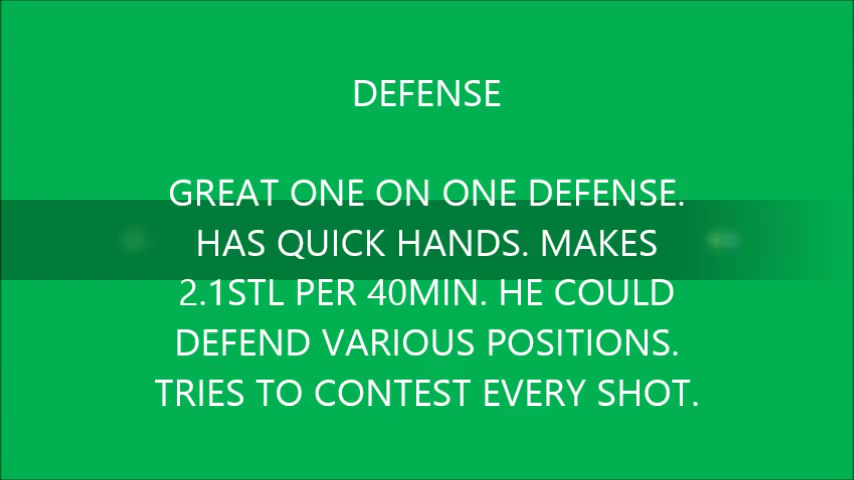 DEFENSE
GREAT ONE ON ONE DEFENSE.
HAS QUICK HANDS. MAKES
2.1STL PER 40MIN. HE COULD
DEFEND VARIOUS POSITIONS.
TRIES TO CONTEST EVERY SHOT.